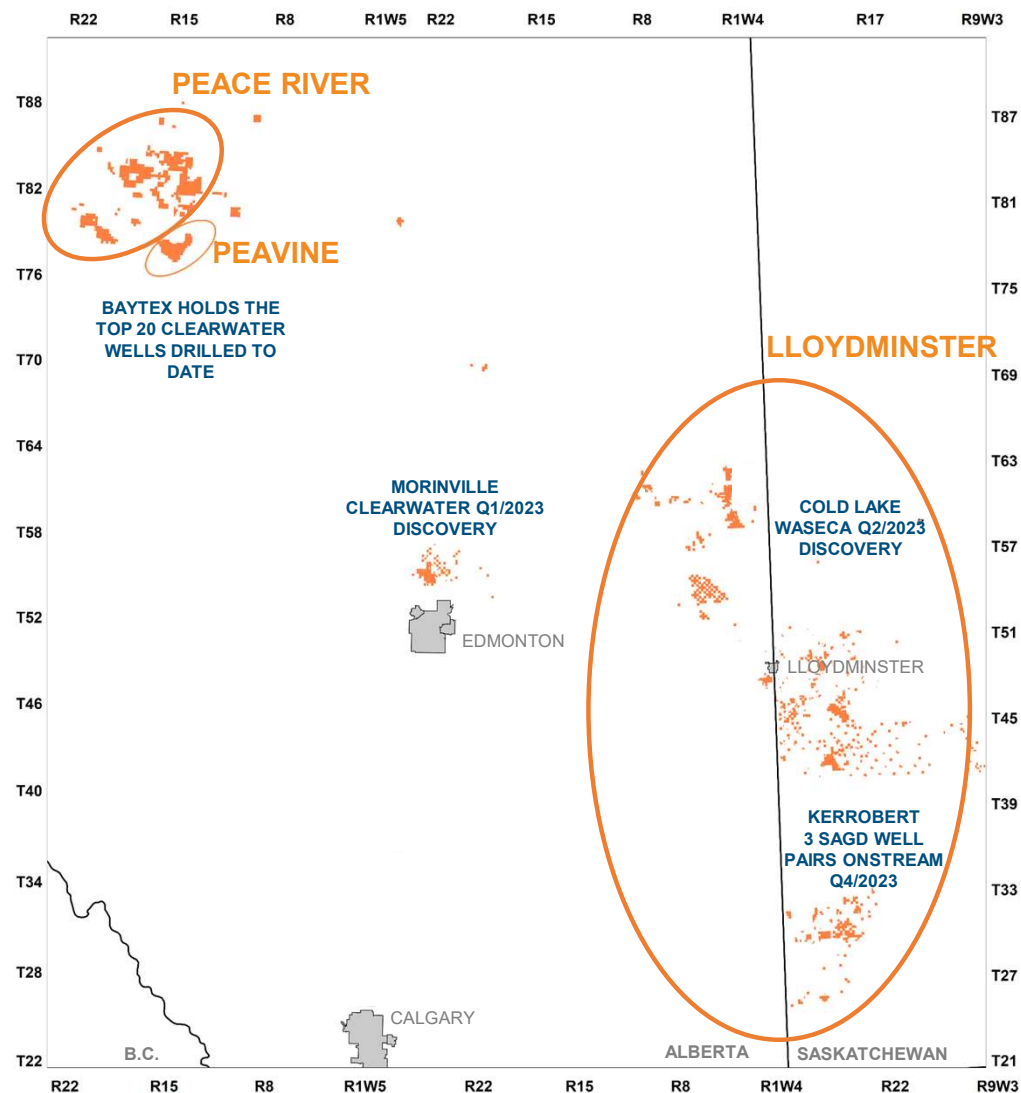 R22 R15 R8 R1W5 R22 R15 R8 R1W4 R17 R9W3
PEACE RIVER
T88
T87
T82
T81
PEAVINE
T76
T75
BAYTEX HOLDS THE
TOP 20 CLEARWATER
WELLS DRILLED TO
DATE
LLOYDMINSTER
T70
T69
T64
T63
MORINVILLE
CLEARWATER Q1/2023
DISCOVERY
COLD LAKE
WASECA Q2/2023
DISCOVERY
T58
T57
T52
T51
EDMONTON
LLOYDMINSTER
T46
T45
T40
T39
KERROBERT
3 SAGD WELL
PAIRS ONSTREAM
Q4/2023
T34
T33
T28
T27
CALGARY
B.C.
ALBERTA
SASKATCHEWAN
T22
T21
R22 R15 R8 R1W5 R22 R15 R8 R1W4 R22 R9W3